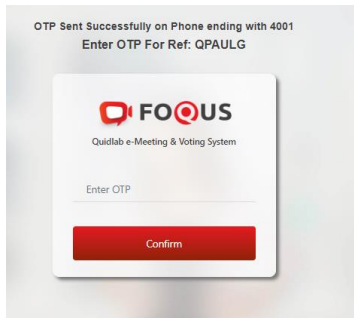 OTP Sent Successfully on Phone ending with 4001
Enter OTP For Ref: QPAULG
FOQUS
Quidlab e-Meeting & Voting System
Enter OTP
Confirm